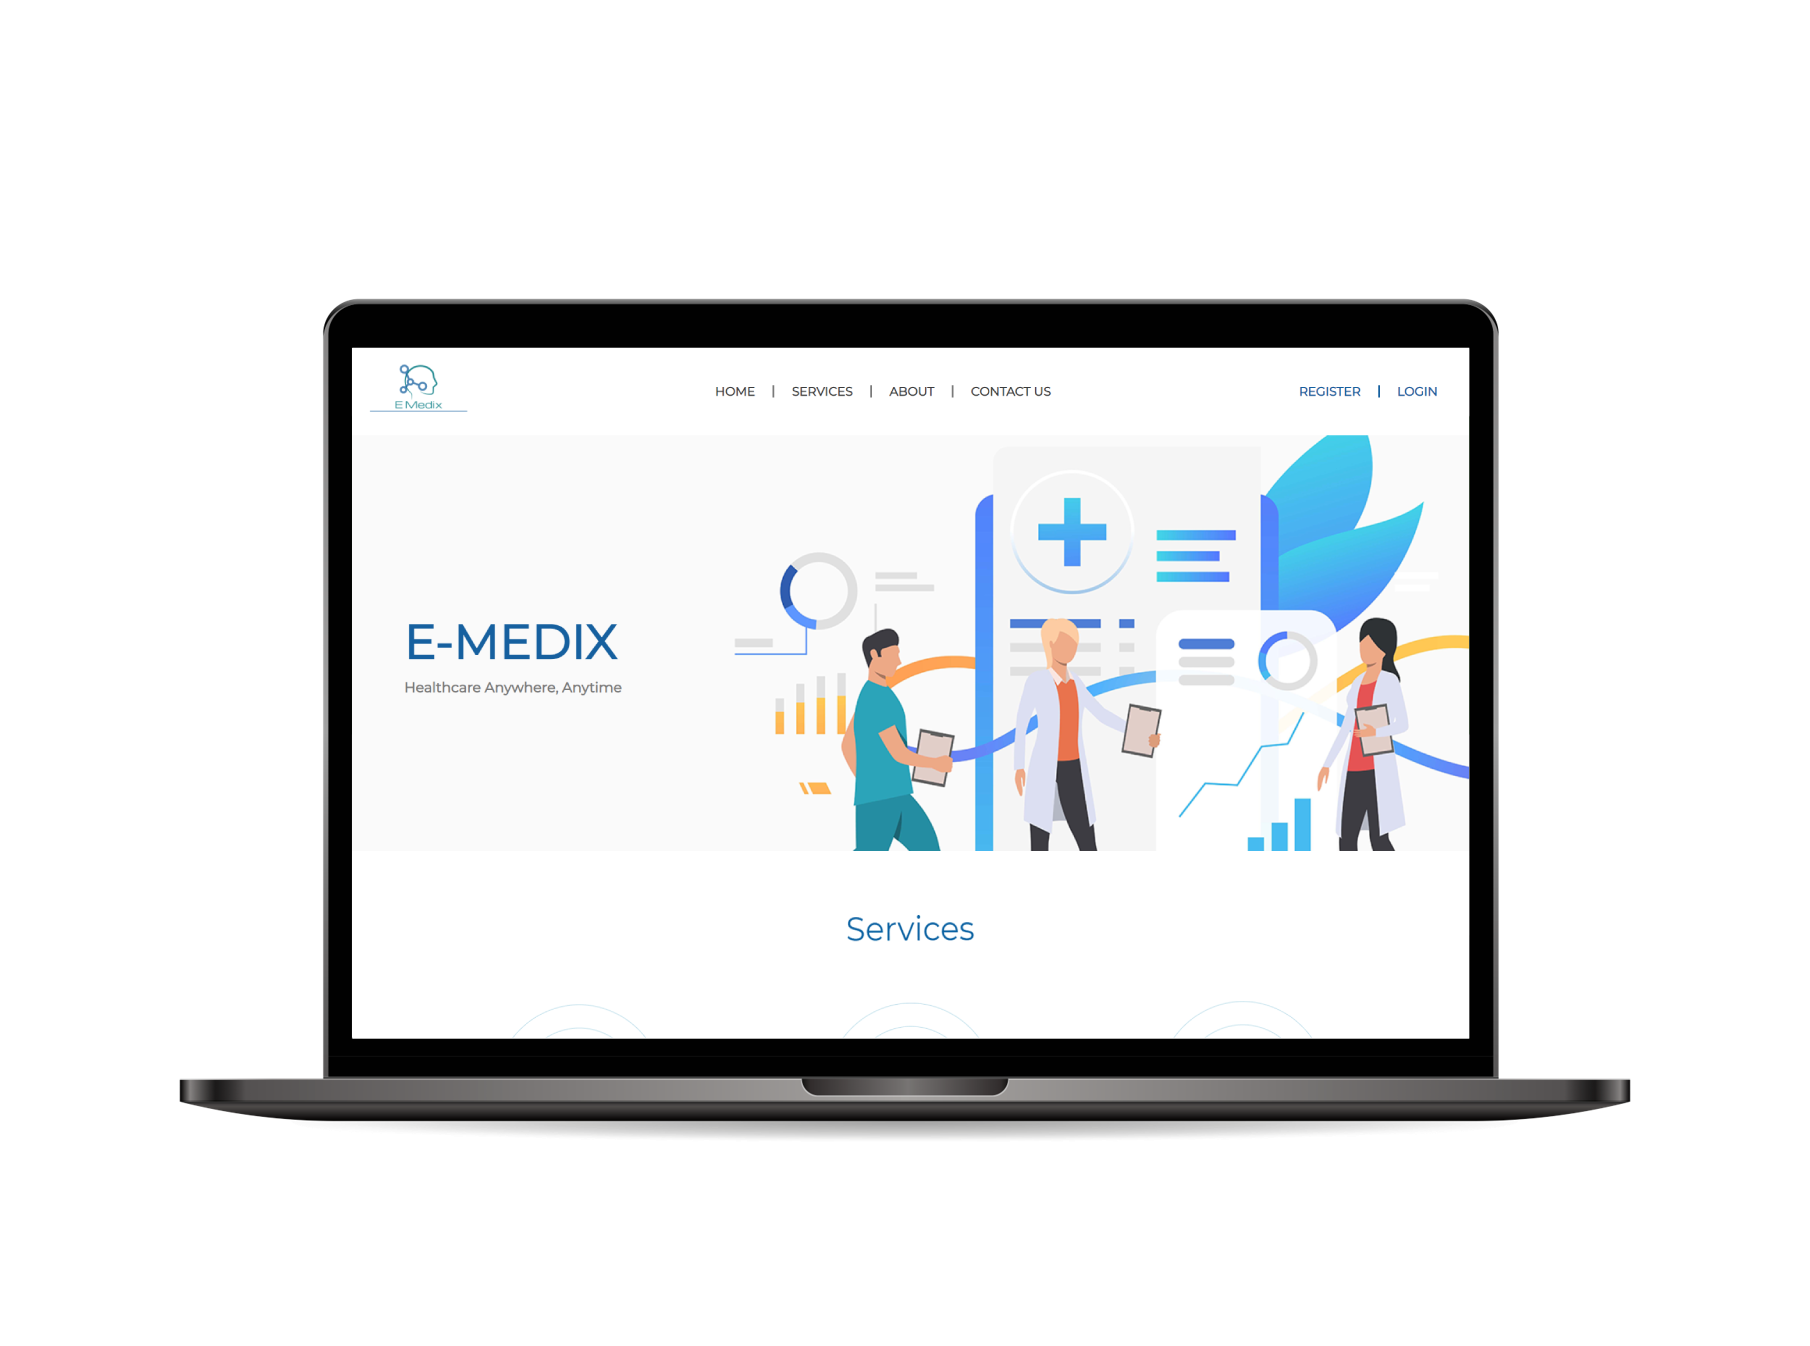 E Medix
HOME | SERVICES | ABOUT | CONTACT US
REGISTER | LOGIN
E-MEDIX
Healthcare Anywhere, Anytime
Services